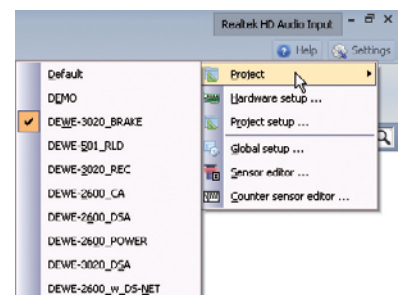 Realtek HD Audio Input
Help Settings
Default
DEMO
DEWE-3020_BRAKE
DEWE-501_RLD
DEWE-3020_REC
DEWE-2600_CA
DEWE-2600_DSA
DEWE-2600_POWER
DEWE-3020_DSA
DEWE-2600_w_DS-NET
Project
Hardware setup ...
Project setup ...
Global setup ...
Sensor editor ...
Counter sensor editor ...